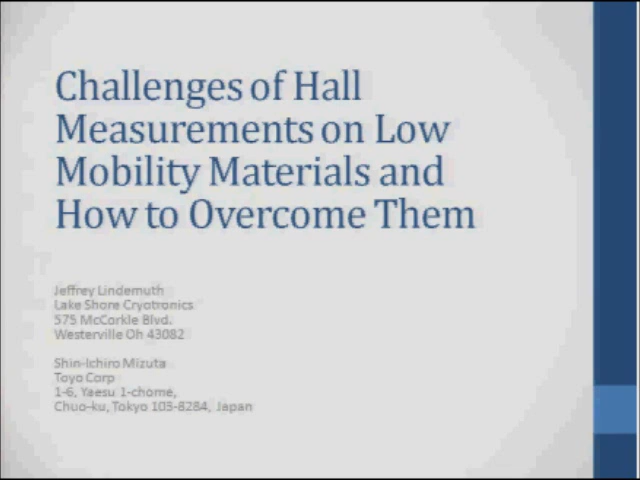 Challenges of Hall
Measurements on Low
Mobility Materials and
How to Overcome Them
Jeffrey Lindemuth
Lake Shore Cryotronics
575 McCorkle Blvd.
Westerville Oh 43082
Shin-Ichiro Mizuta
Toyo Corp
1-6, Yaesu 1-chome,
Chuo-ku, Tokyo 103-8284, Japan